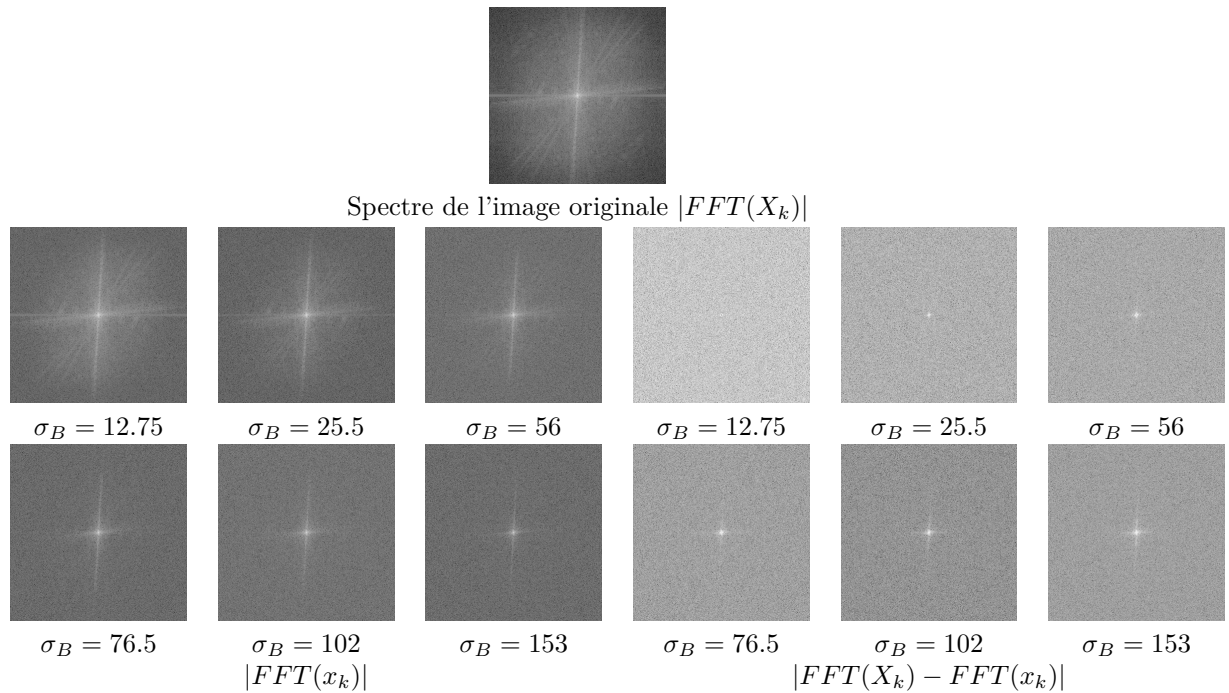 Spectre de l'image originale |FFT(X_k)|
σ_B = 12.75 σ_B = 25.5 σ_B = 56 σ_B = 12.75 σ_B = 25.5 σ_B = 56
σ_B = 76.5 σ_B = 102 σ_B = 153 σ_B = 76.5 σ_B = 102 σ_B = 153
|FFT(x_k)| |FFT(X_k) − FFT(x_k)|